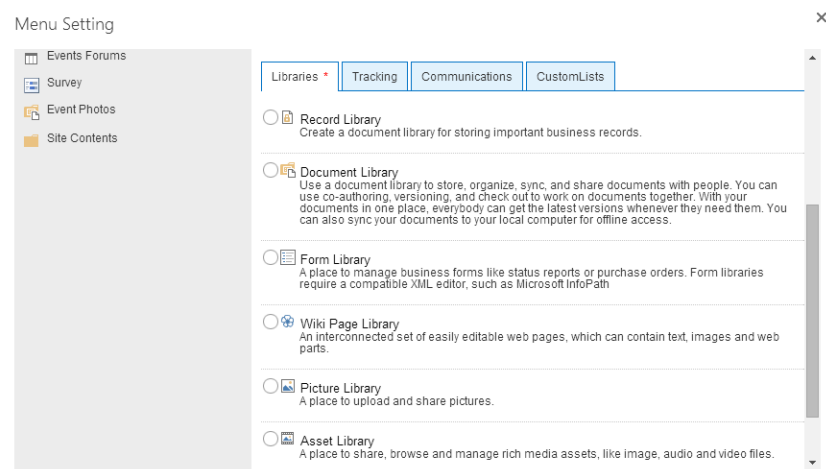 Menu Setting
Events Forums
Survey
Event Photos
Site Contents
Libraries *
Tracking
Communications
CustomLists
Record Library
Create a document library for storing important business records.
Document Library
Use a document library to store, organize, sync, and share documents with people. You can
use co-authoring, versioning, and check out to work on documents together. With your
documents in one place, everybody can get the latest versions whenever they need them. You
can also sync your documents to your local computer for offline access.
Form Library
A place to manage business forms like status reports or purchase orders. Form libraries
require a compatible XML editor, such as Microsoft InfoPath
Wiki Page Library
An interconnected set of easily editable web pages, which can contain text, images and web
parts.
Picture Library
A place to upload and share pictures.
Asset Library
A place to share, browse and manage rich media assets, like image, audio and video files.